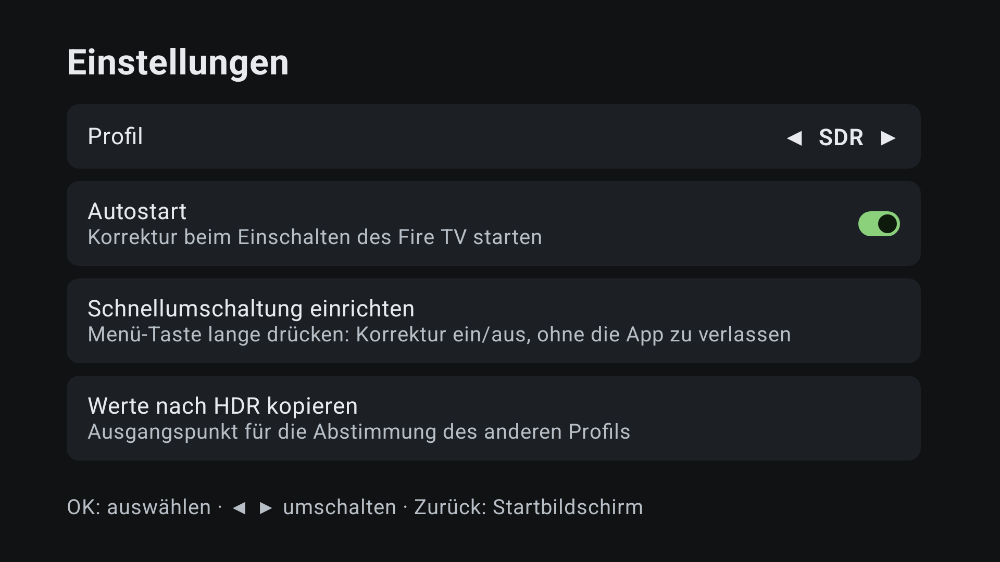 Einstellungen
Profil
◀ SDR ▶
Autostart
Korrektur beim Einschalten des Fire TV starten
Schnellumschaltung einrichten
Menü-Taste lange drücken: Korrektur ein/aus, ohne die App zu verlassen
Werte nach HDR kopieren
Ausgangspunkt für die Abstimmung des anderen Profils
OK: auswählen · ◀ ▶ umschalten · Zurück: Startbildschirm